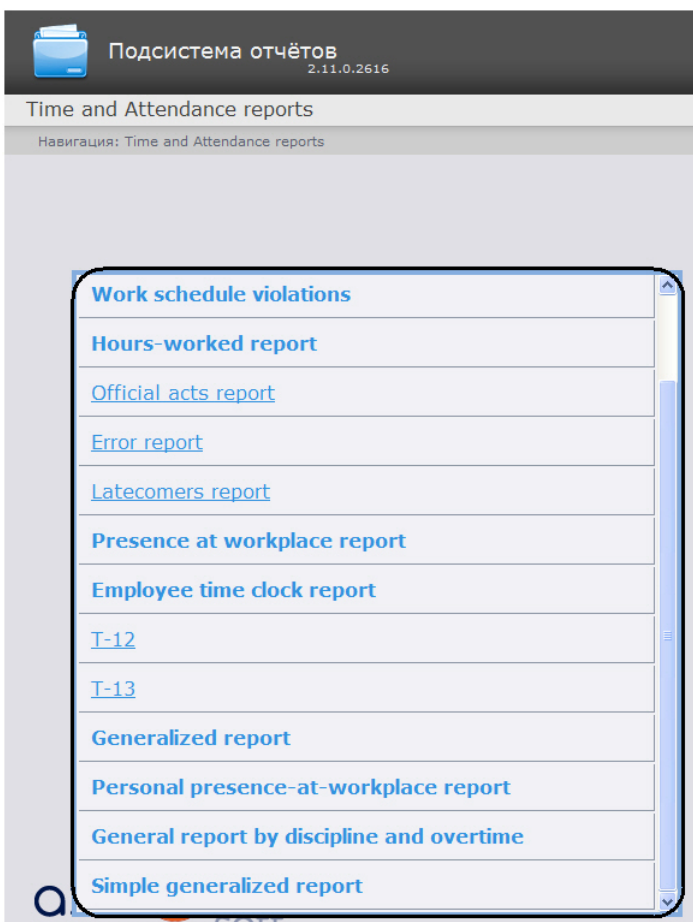 Подсистема отчётов
2.11.0.2616
Time and Attendance reports
Навигация: Time and Attendance reports
Work schedule violations
Hours-worked report
Official acts report
Error report
Latecomers report
Presence at workplace report
Employee time clock report
T-12
T-13
Generalized report
Personal presence-at-workplace report
General report by discipline and overtime
Simple generalized report